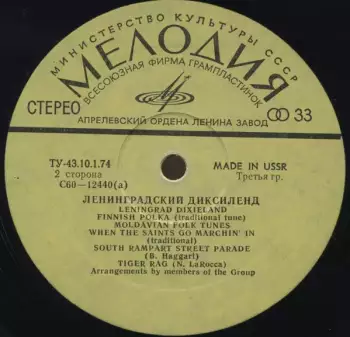 МИНИСТЕРСТВО КУЛЬТУРЫ СССР
МЕЛОДИЯ
ВСЕСОЮЗНАЯ ФИРМА ГРАМПЛАСТИНОК
СТЕРЕО
33
АПРЕЛЕВСКИЙ ОРДЕНА ЛЕНИНА ЗАВОД
ТУ-43.10.1.74
MADE IN USSR
2 сторона
Третья гр.
С60—12440(а)
ЛЕНИНГРАДСКИЙ ДИКСИЛЕНД
LENINGRAD DIXIELAND
FINNISH POLKA (traditional tune)
MOLDAVIAN FOLK TUNES
WHEN THE SAINTS GO MARCHIN' IN
(traditional)
SOUTH RAMPART STREET PARADE
(B. Haggart)
TIGER RAG (N. LaRocca)
Arrangements by members of the Group